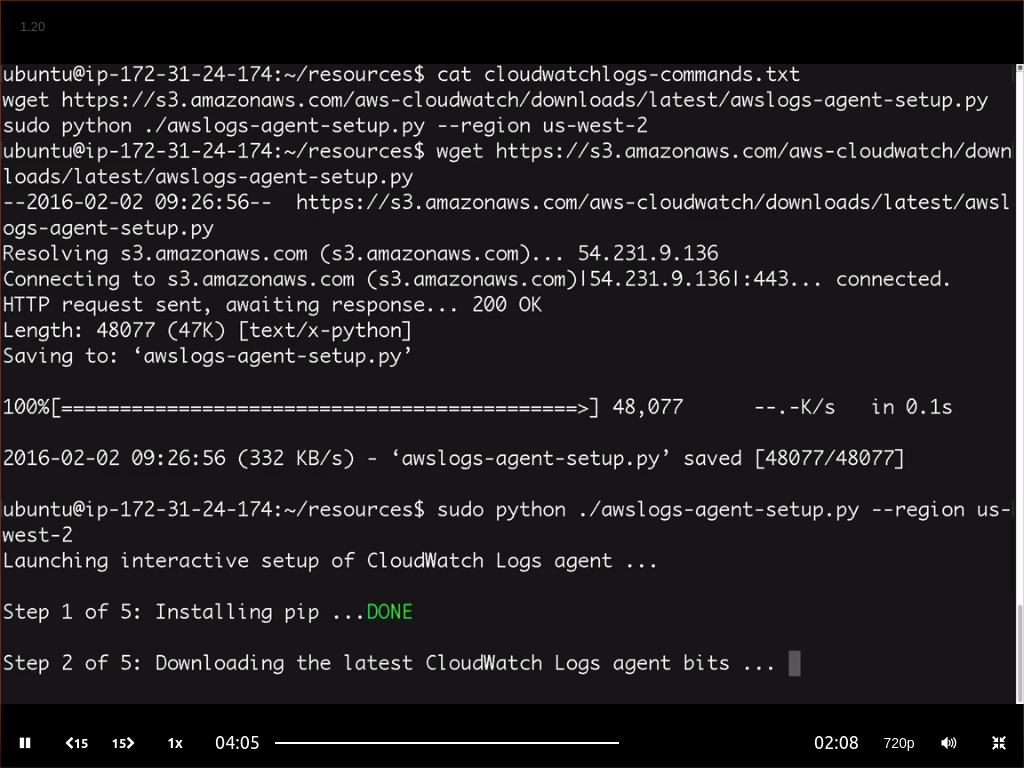 1.20
ubuntu@ip-172-31-24-174:~/resources$ cat cloudwatchlogs-commands.txt
wget https://s3.amazonaws.com/aws-cloudwatch/downloads/latest/awslogs-agent-setup.py
sudo python ./awslogs-agent-setup.py --region us-west-2
ubuntu@ip-172-31-24-174:~/resources$ wget https://s3.amazonaws.com/aws-cloudwatch/down
loads/latest/awslogs-agent-setup.py
--2016-02-02 09:26:56--  https://s3.amazonaws.com/aws-cloudwatch/downloads/latest/awsl
ogs-agent-setup.py
Resolving s3.amazonaws.com (s3.amazonaws.com)... 54.231.9.136
Connecting to s3.amazonaws.com (s3.amazonaws.com)|54.231.9.136|:443... connected.
HTTP request sent, awaiting response... 200 OK
Length: 48077 (47K) [text/x-python]
Saving to: ‘awslogs-agent-setup.py’
100%[============================================>] 48,077      --.-K/s   in 0.1s
2016-02-02 09:26:56 (332 KB/s) - ‘awslogs-agent-setup.py’ saved [48077/48077]
ubuntu@ip-172-31-24-174:~/resources$ sudo python ./awslogs-agent-setup.py --region us-
west-2
Launching interactive setup of CloudWatch Logs agent ...
Step 1 of 5: Installing pip ...DONE
Step 2 of 5: Downloading the latest CloudWatch Logs agent bits ...
15 15 1x 04:05 02:08 720p